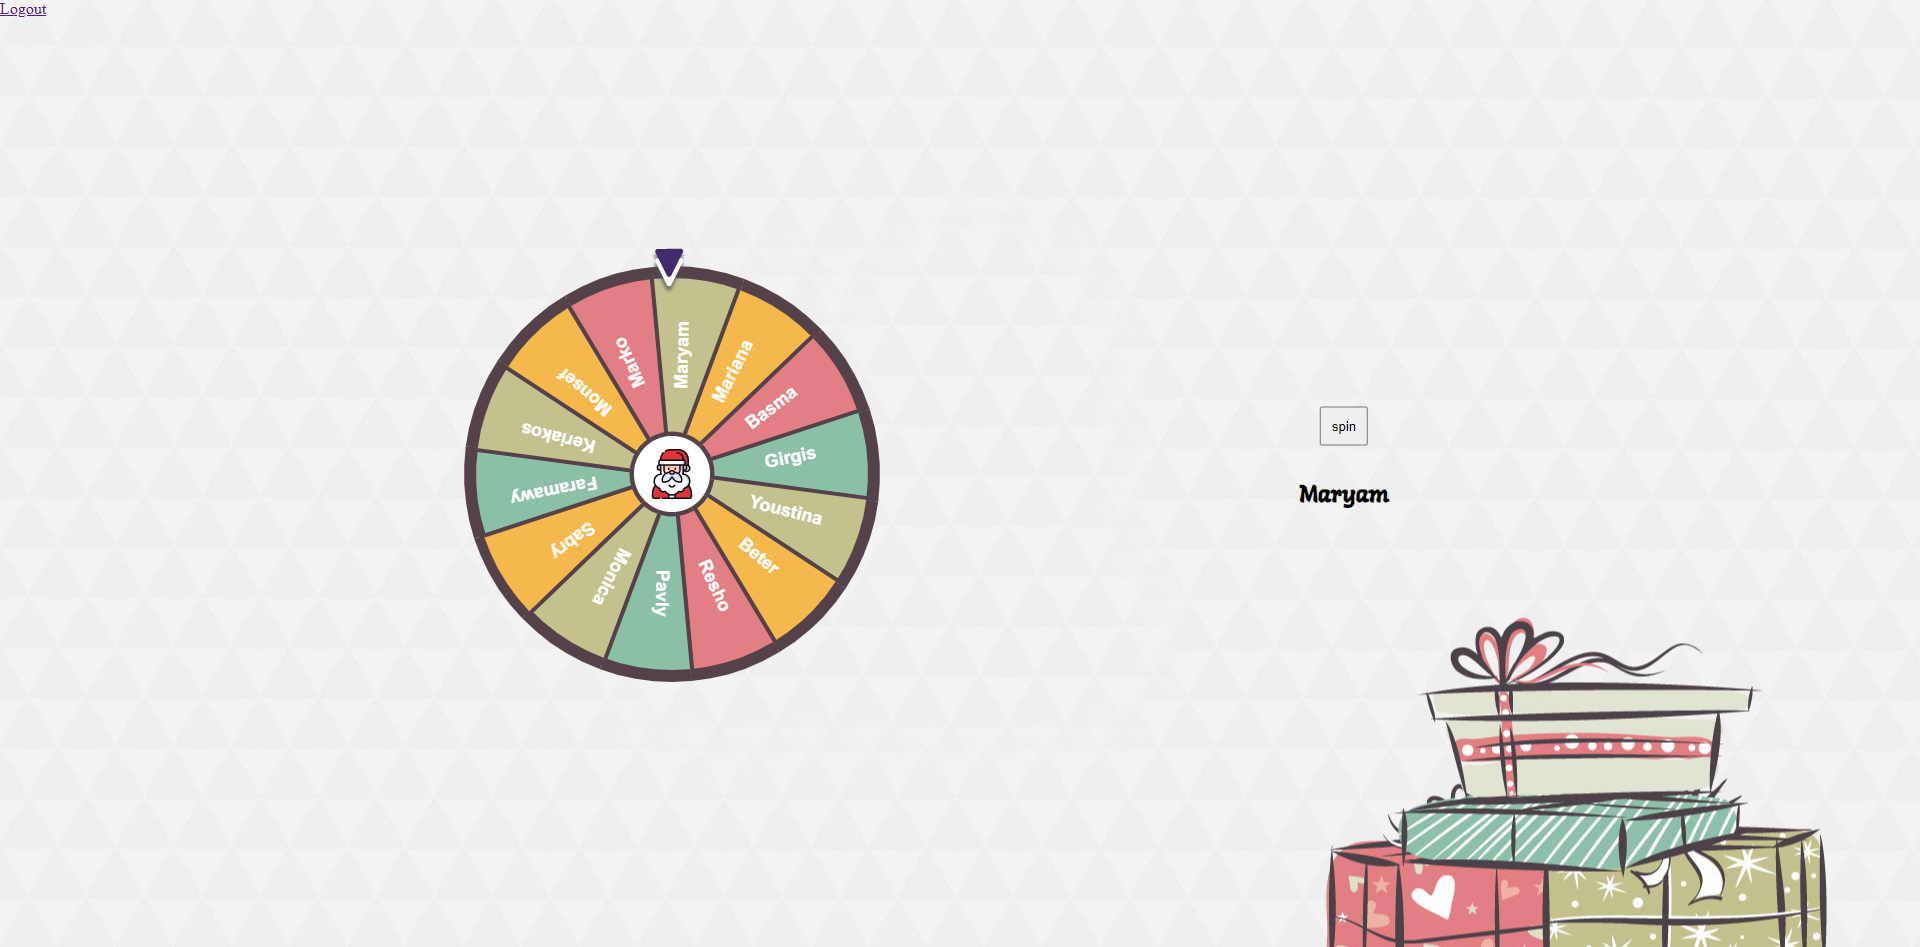 Logout
Maryam
Mariana
Basma
Girgis
Youstina
Beter
Resho
Pavly
Monica
Sabry
Faramawy
Keriakos
Monsef
Marko
spin
Maryam